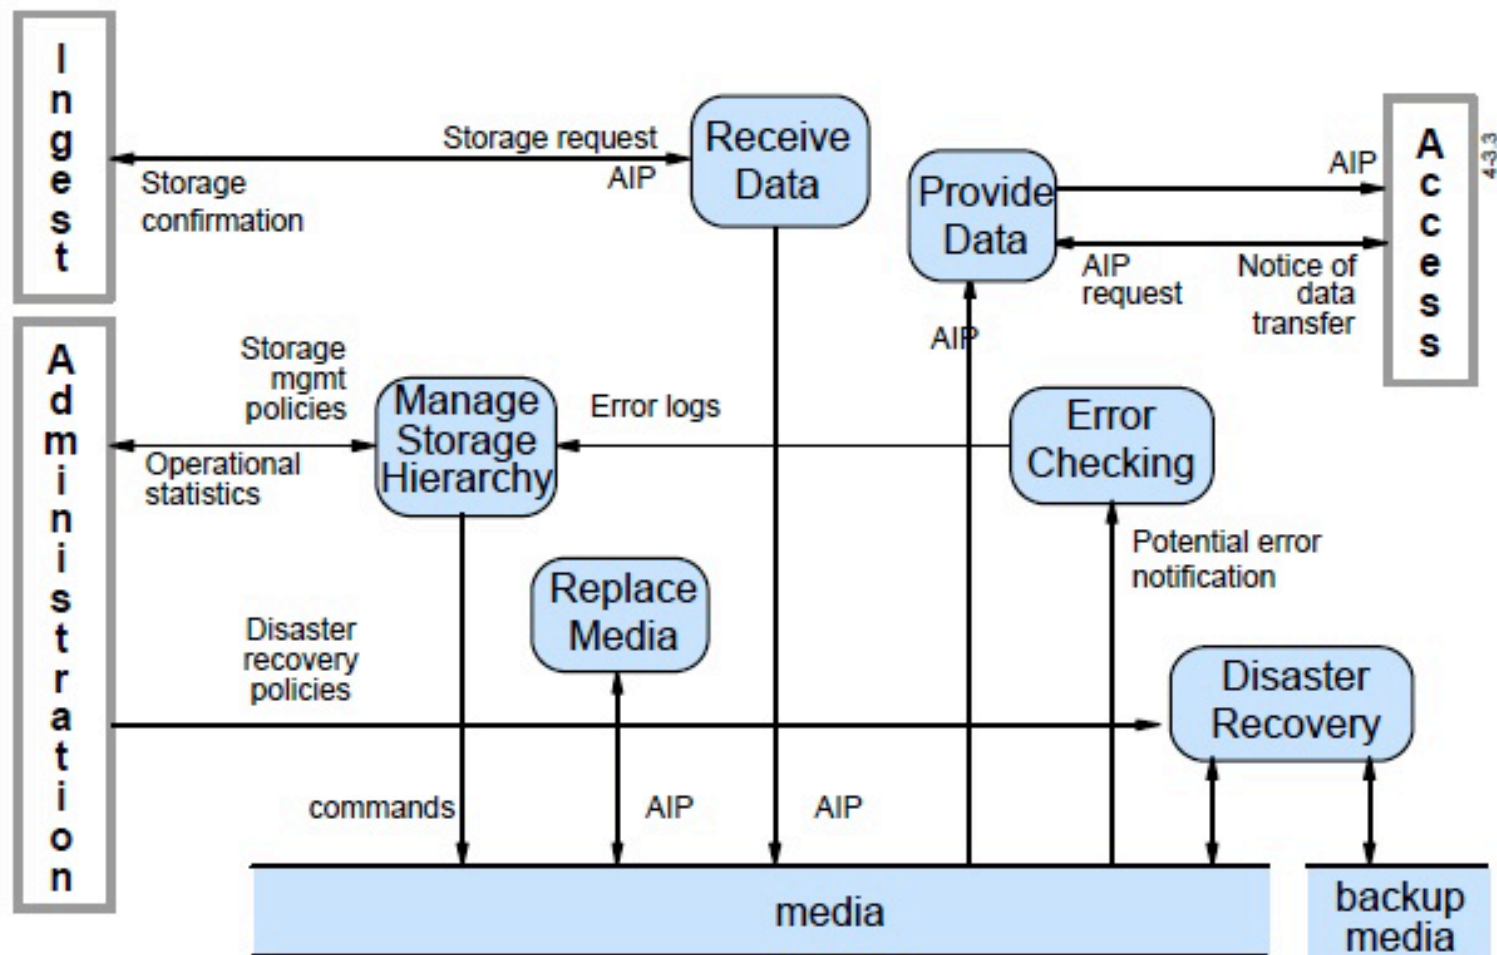 Ingest
Storage request
AIP
Storage
confirmation
Receive
Data
Provide
Data
AIP
Access
4-3.3
AIP
request
Notice of
data
transfer
AIP
Administration
Storage
mgmt
policies
Operational
statistics
Manage
Storage
Hierarchy
Error logs
Error
Checking
Potential error
notification
Replace
Media
Disaster
recovery
policies
Disaster
Recovery
commands
AIP
AIP
media
backup
media